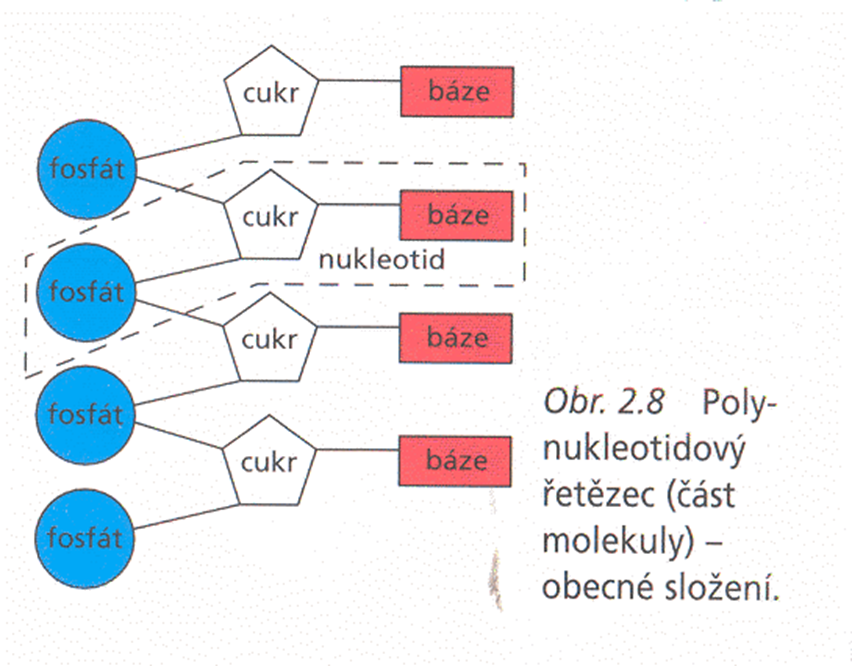 cukr báze
fosfát
cukr báze
nukleotid
fosfát
cukr báze
fosfát
cukr báze
fosfát
Obr. 2.8 Poly-
nukleotidový
řetězec (část
molekuly) –
obecné složení.